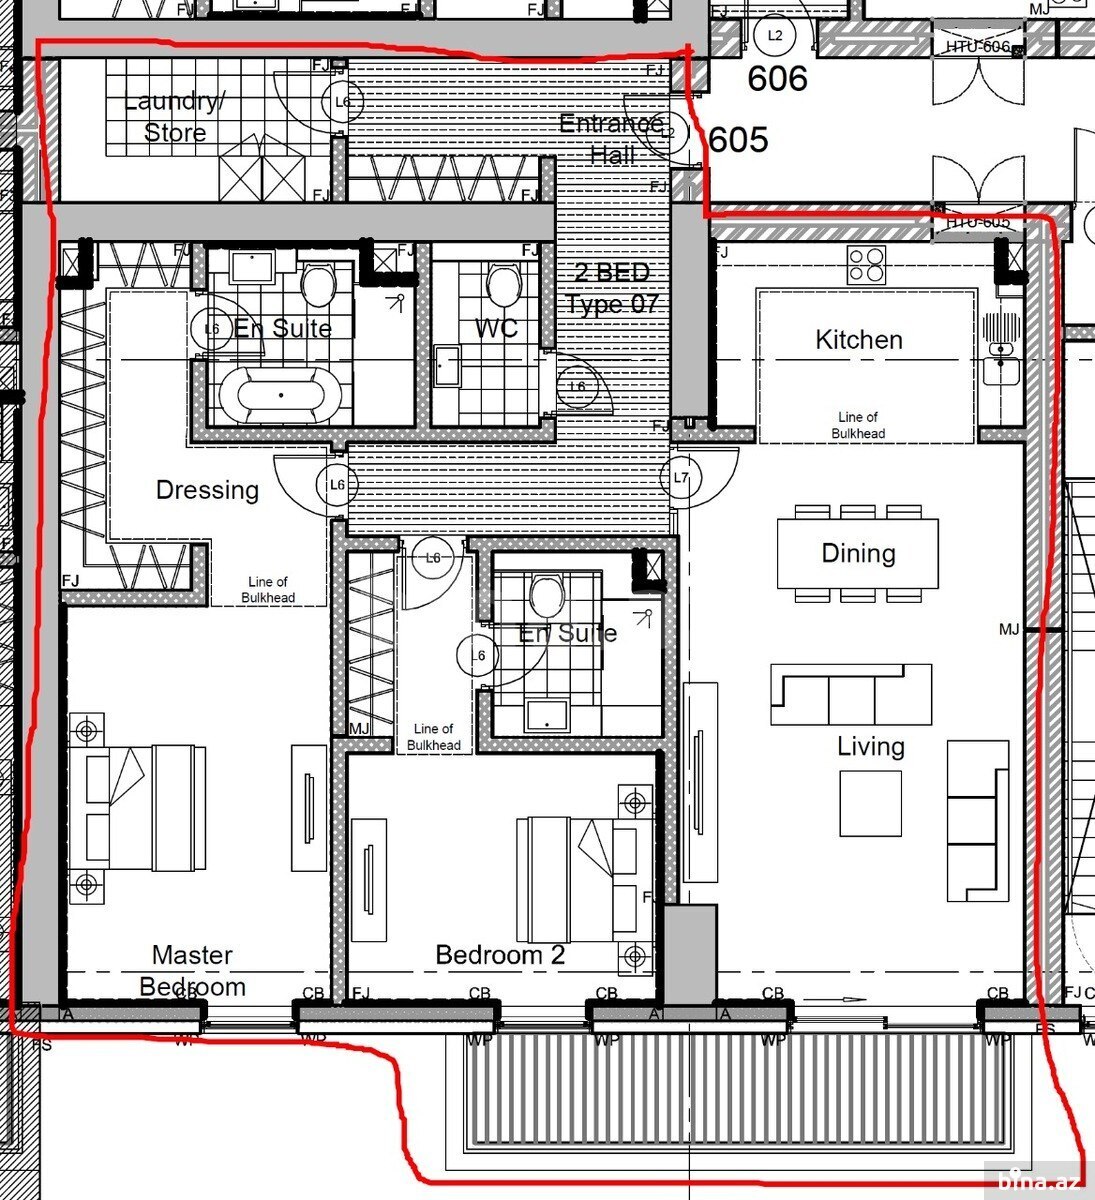 FJ
FJ
MJ
L2
HTU-606
606
FJ
FJ
Laundry/
Store
L6
Entrance
Hall
L2
605
FJ
FJ
FJ
HTU-605
FJ
FJ
FJ
FJ
2 BED
Type 07
L6
En Suite
WC
Kitchen
L6
Line of
Bulkhead
FJ
Dressing
L6
L7
Dining
L6
FJ
Line of
Bulkhead
En Suite
MJ
L6
MJ
Line of
Bulkhead
Living
FJ
Master
Bedroom
Bedroom 2
CB
CB
FJ
CB
CB
CB
CB
FJ
A
A
A
FS
WP
WP
WP
WP
WP
WP
FS
bina.az